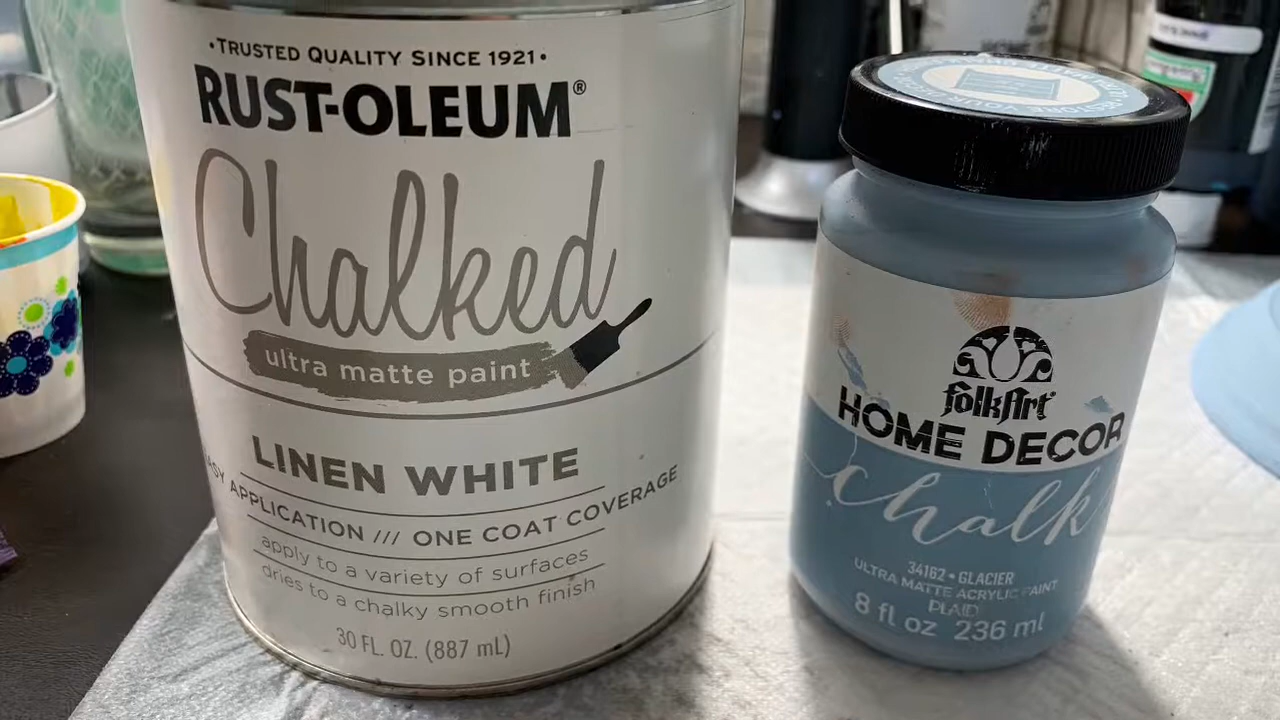 •TRUSTED QUALITY SINCE 1921•
RUST-OLEUM®
Chalked
ultra matte paint
LINEN WHITE
APPLICATION /// ONE COAT COVERAGE
apply to a variety of surfaces
dries to a chalky smooth finish
30 FL. OZ. (887 mL)
folkArt
HOME DECOR
chalk
34162 • GLACIER
ULTRA MATTE ACRYLIC PAINT
PLAID
8 fl oz 236 ml